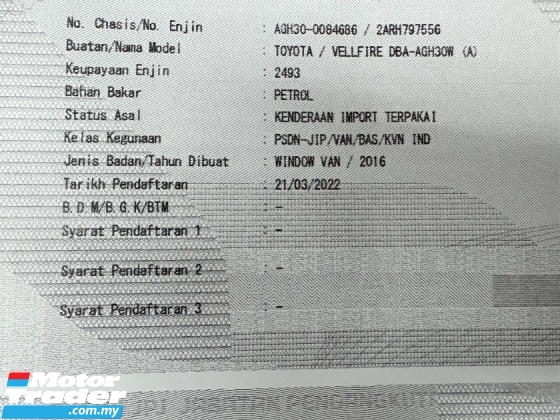 No. Chasis/No. Enjin : AGH30-0084686 / 2ARH797556
Buatan/Nama Model : TOYOTA / VELLFIRE DBA-AGH30W (A)
Keupayaan Enjin : 2493
Bahan Bakar : PETROL
Status Asal : KENDERAAN IMPORT TERPAKAI
Kelas Kegunaan : PSDN-JIP/VAN/BAS/KVN IND
Jenis Badan/Tahun Dibuat : WINDOW VAN / 2016
Tarikh Pendaftaran : 21/03/2022
B.D.M/B.G.K/BTM : -
Syarat Pendaftaran 1 : -
Syarat Pendaftaran 2 : -
Syarat Pendaftaran 3 : -
Motor
Trader
.com.my